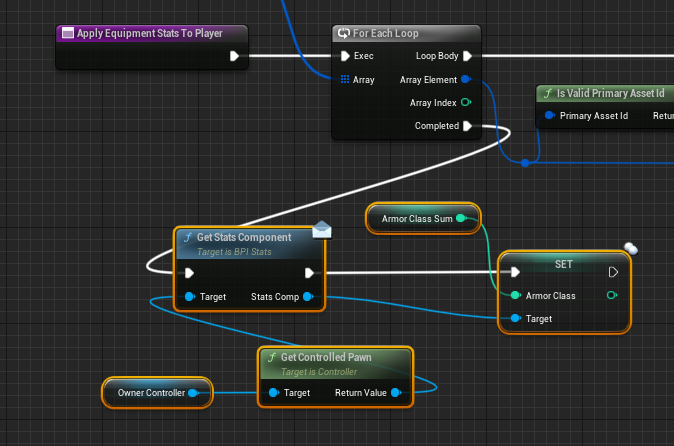 Apply Equipment Stats To Player
For Each Loop
Exec
Loop Body
Array
Array Element
Array Index
Completed
Is Valid Primary Asset Id
Primary Asset Id
Retur
Armor Class Sum
Get Stats Component
Target is BPI Stats
Target
Stats Comp
SET
Armor Class
Target
Get Controlled Pawn
Target is Controller
Owner Controller
Target
Return Value